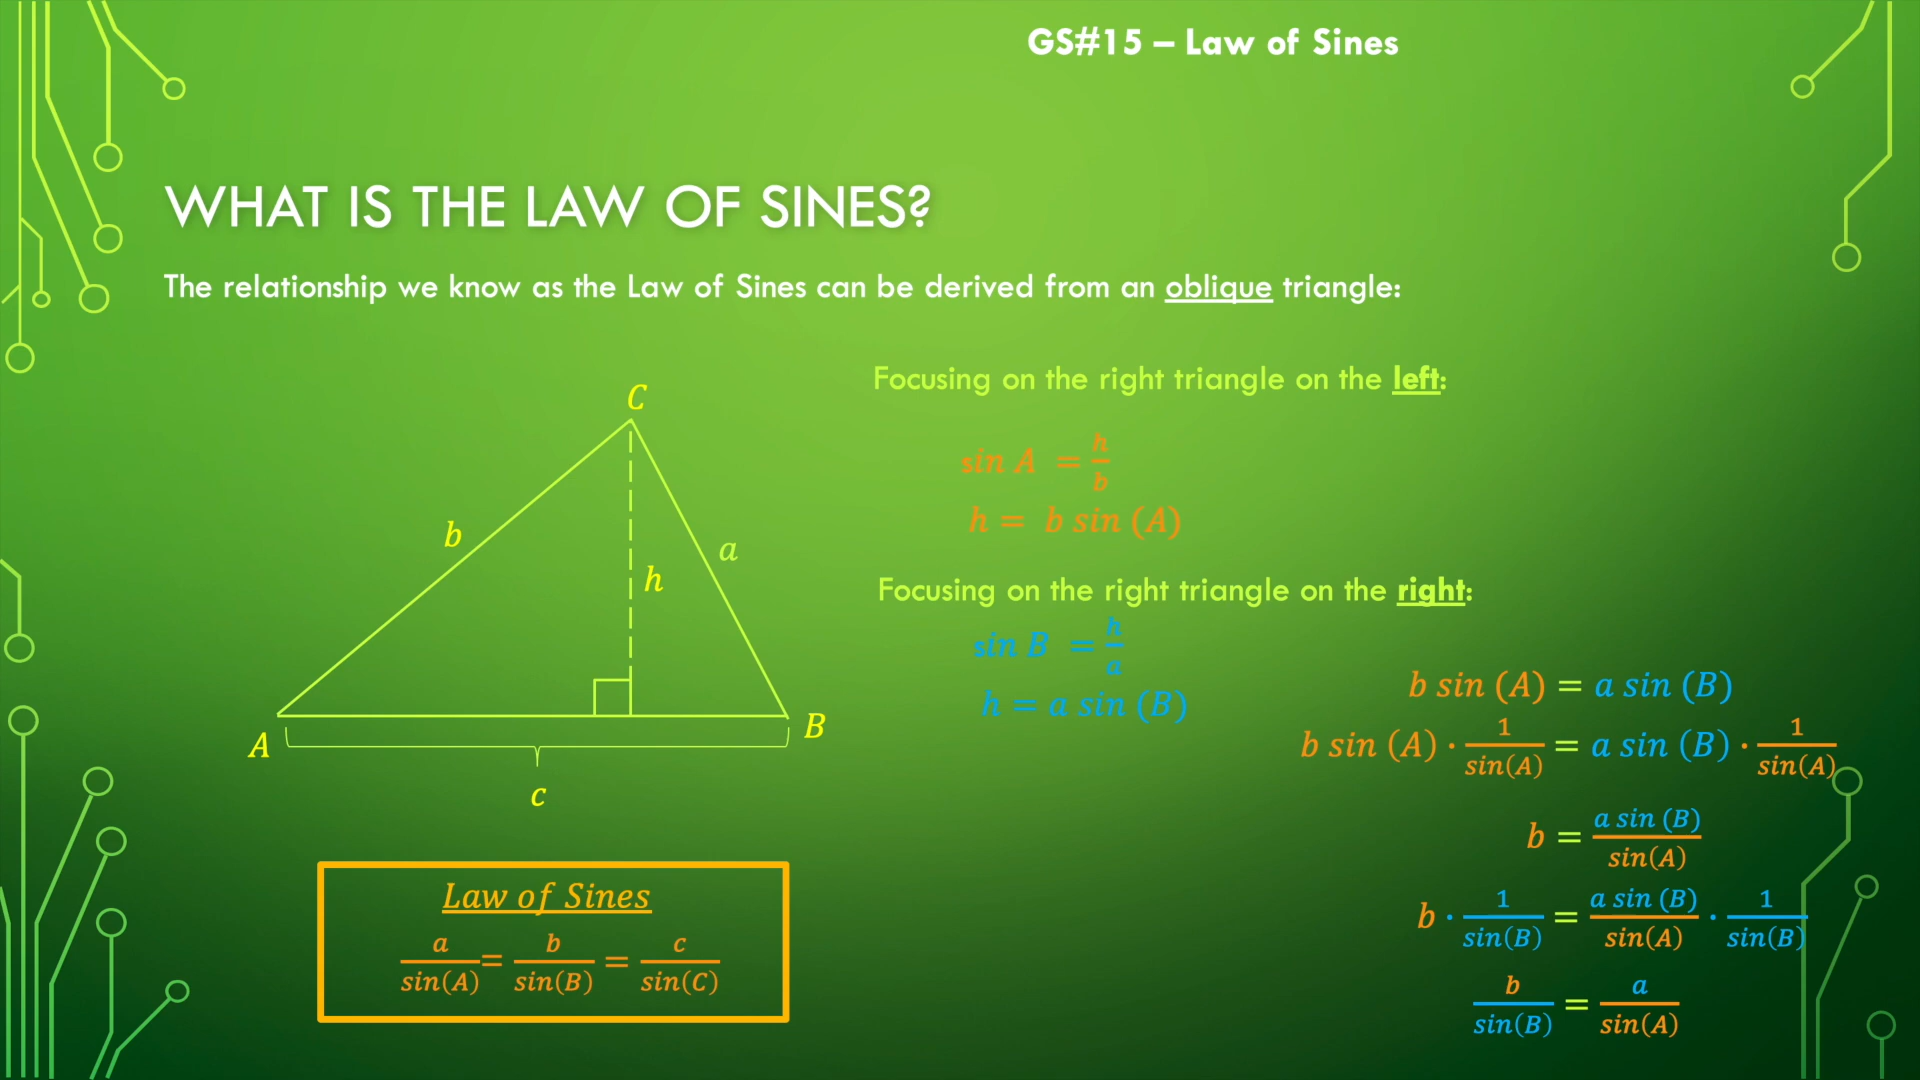 GS#15 – Law of Sines
WHAT IS THE LAW OF SINES?
The relationship we know as the Law of Sines can be derived from an oblique triangle:
Focusing on the right triangle on the left:
sin A = h/b
h = b sin (A)
Focusing on the right triangle on the right:
sin B = h/a
h = a sin (B)
C
b
a
h
A
B
c
b sin (A) = a sin (B)
b sin (A) · 1/sin(A) = a sin (B) · 1/sin(A)
b = a sin (B)/sin(A)
b · 1/sin(B) = a sin (B)/sin(A) · 1/sin(B)
b/sin(B) = a/sin(A)
Law of Sines
a/sin(A) = b/sin(B) = c/sin(C)